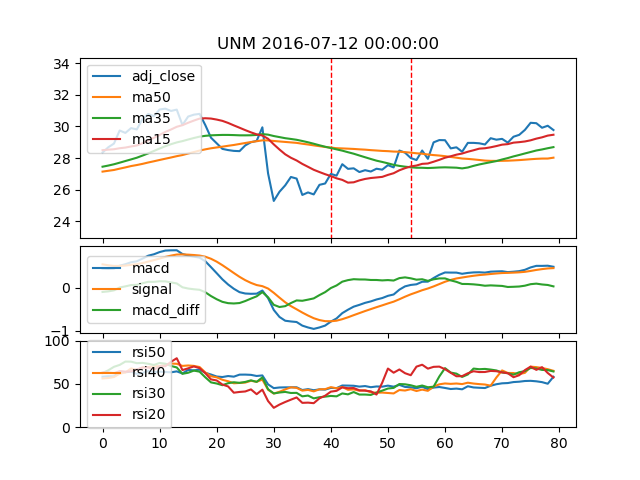 UNM 2016-07-12 00:00:00
34
32
30
28
26
24
adj_close
ma50
ma35
ma15
0
−1
macd
signal
macd_diff
100
50
0
rsi50
rsi40
rsi30
rsi20
0 10 20 30 40 50 60 70 80